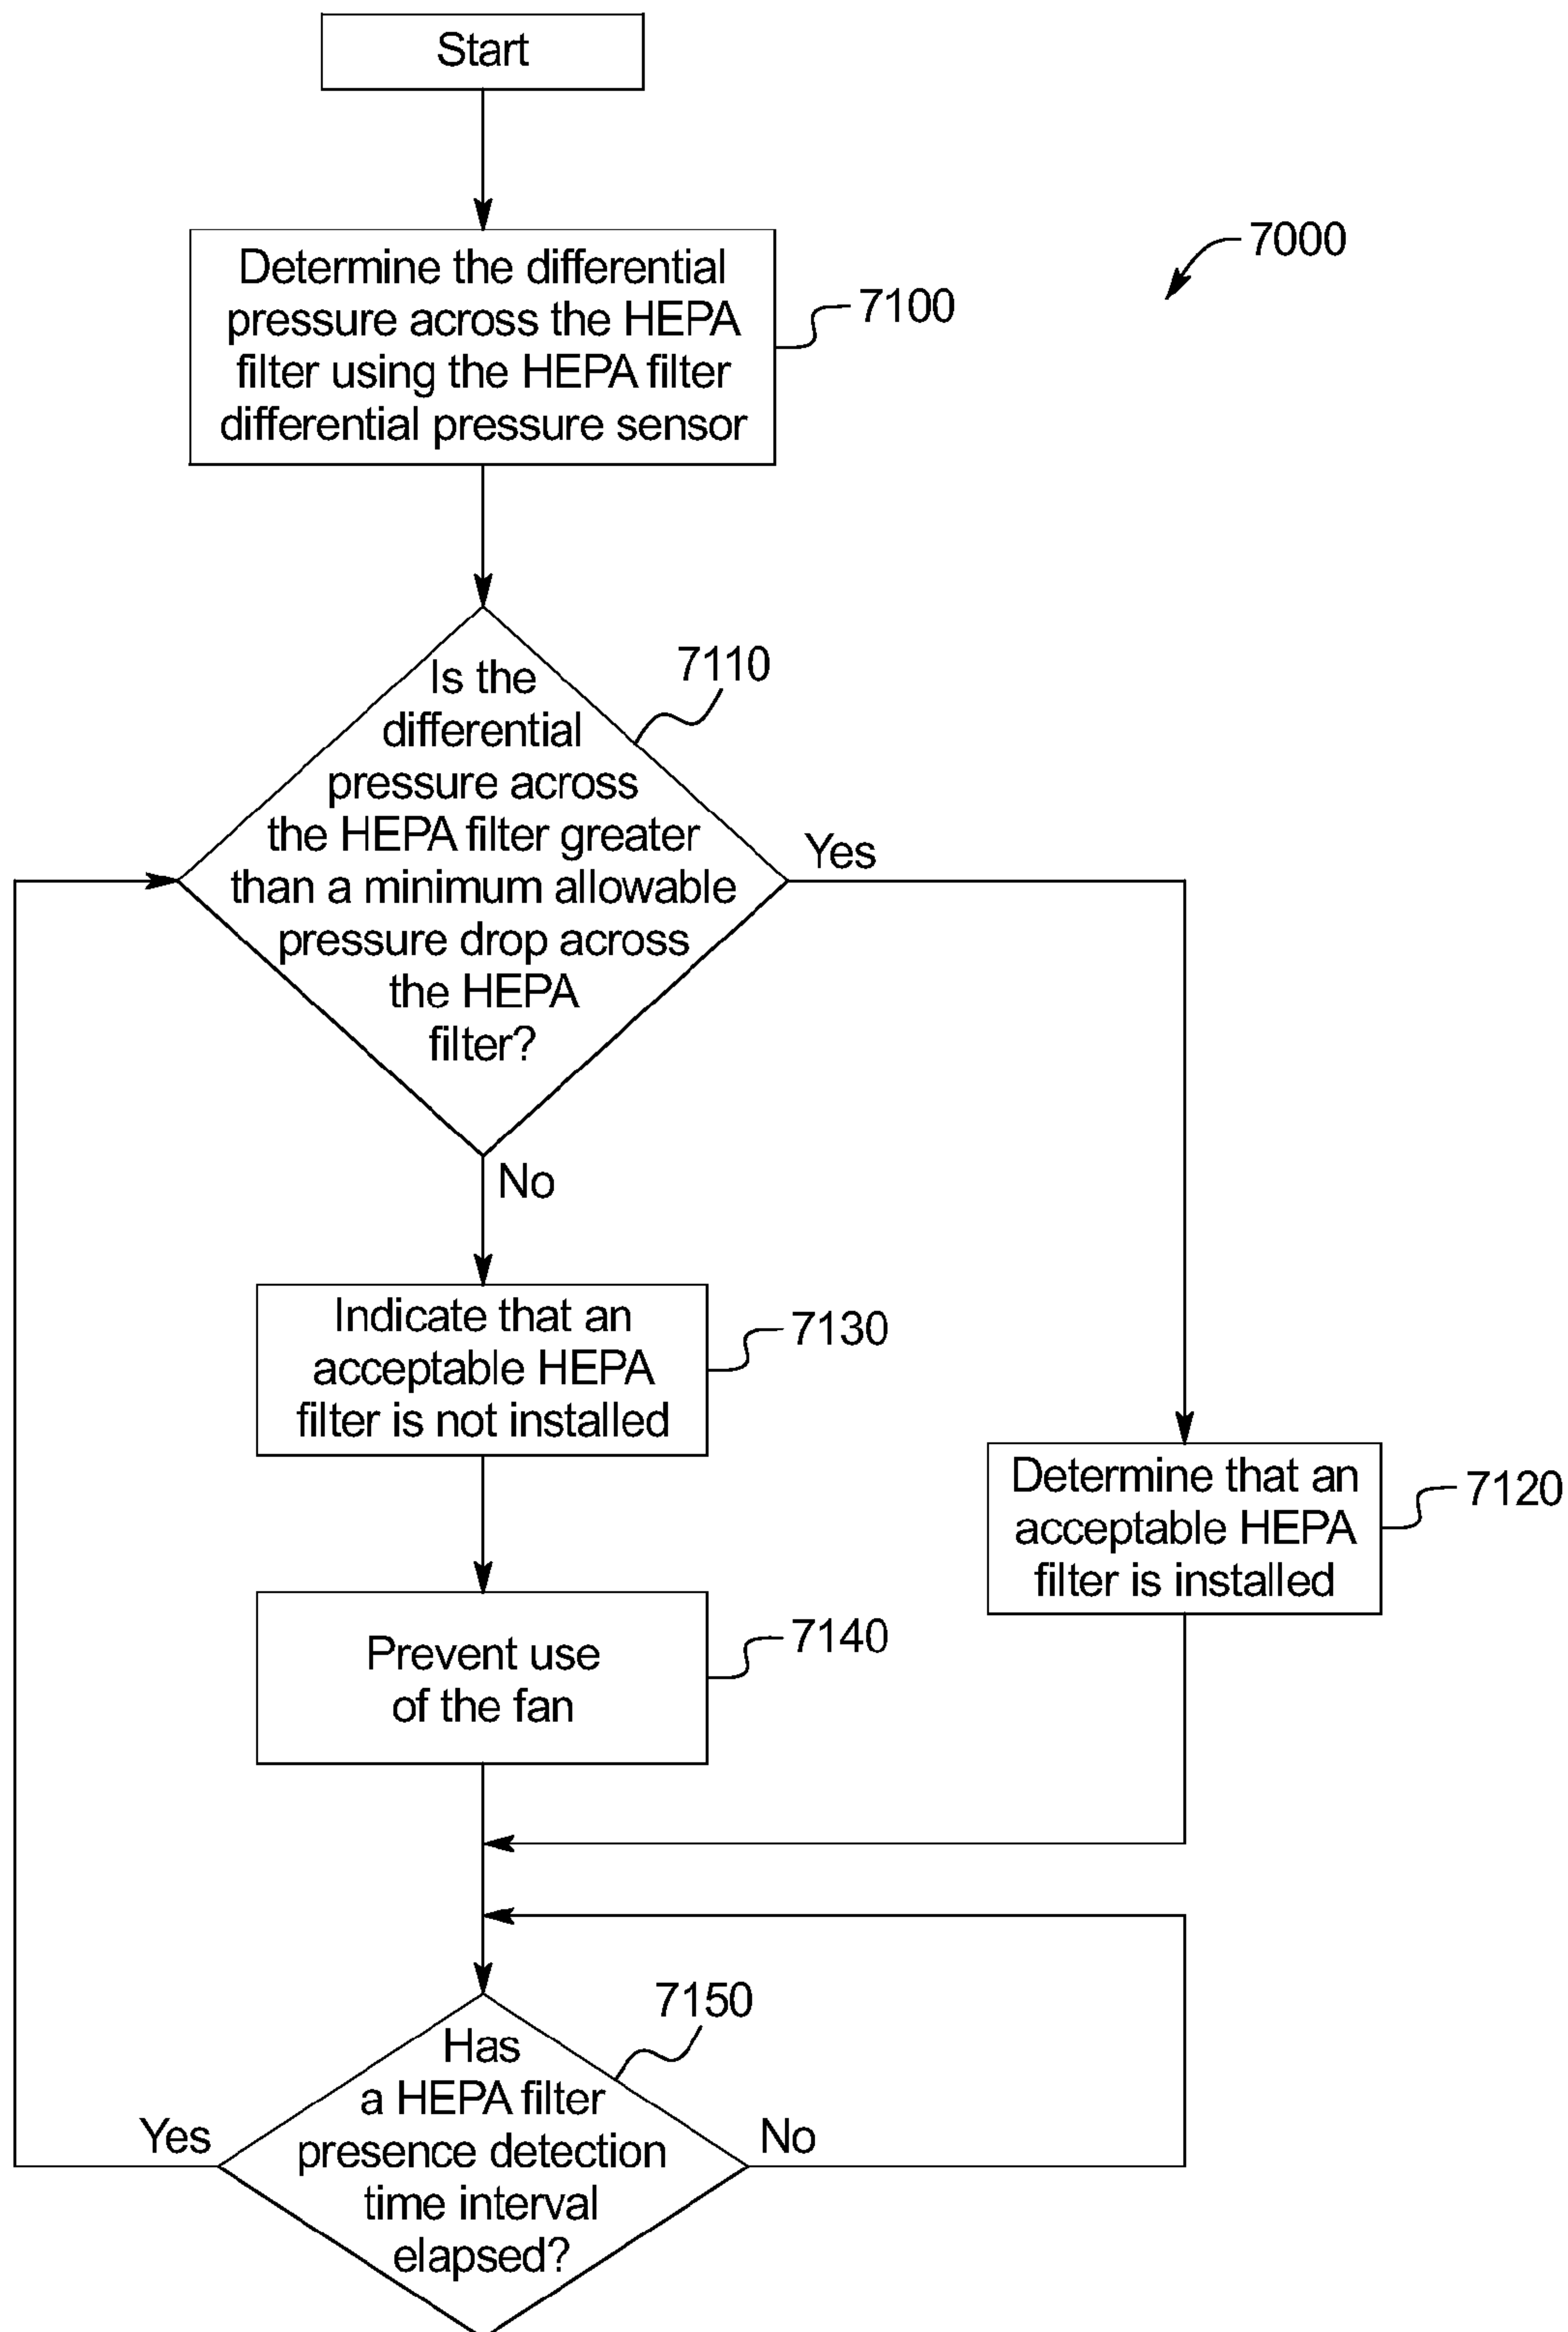 Start
7000
Determine the differential
pressure across the HEPA
filter using the HEPA filter
differential pressure sensor
7100
Is the
differential
pressure across
the HEPA filter greater
than a minimum allowable
pressure drop across
the HEPA
filter?
7110
Yes
No
Indicate that an
acceptable HEPA
filter is not installed
7130
Determine that an
acceptable HEPA
filter is installed
7120
Prevent use
of the fan
7140
Has
a HEPA filter
presence detection
time interval
elapsed?
7150
Yes
No